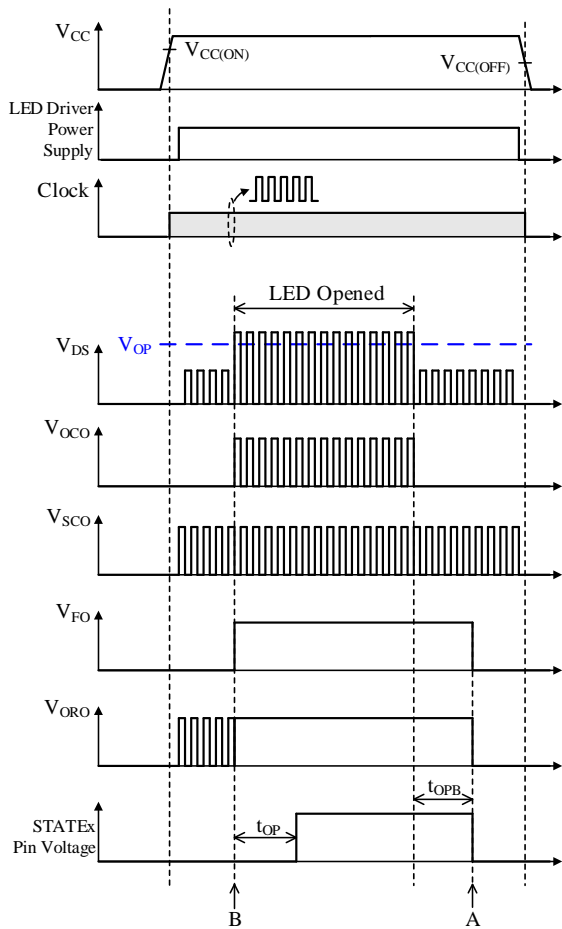 VCC
VCC(ON)
VCC(OFF)
LED Driver
Power
Supply
Clock
LED Opened
VDS
VOP
VOCO
VSCO
VFO
VORO
tOPB
STATEx
Pin Voltage
tOP
B
A